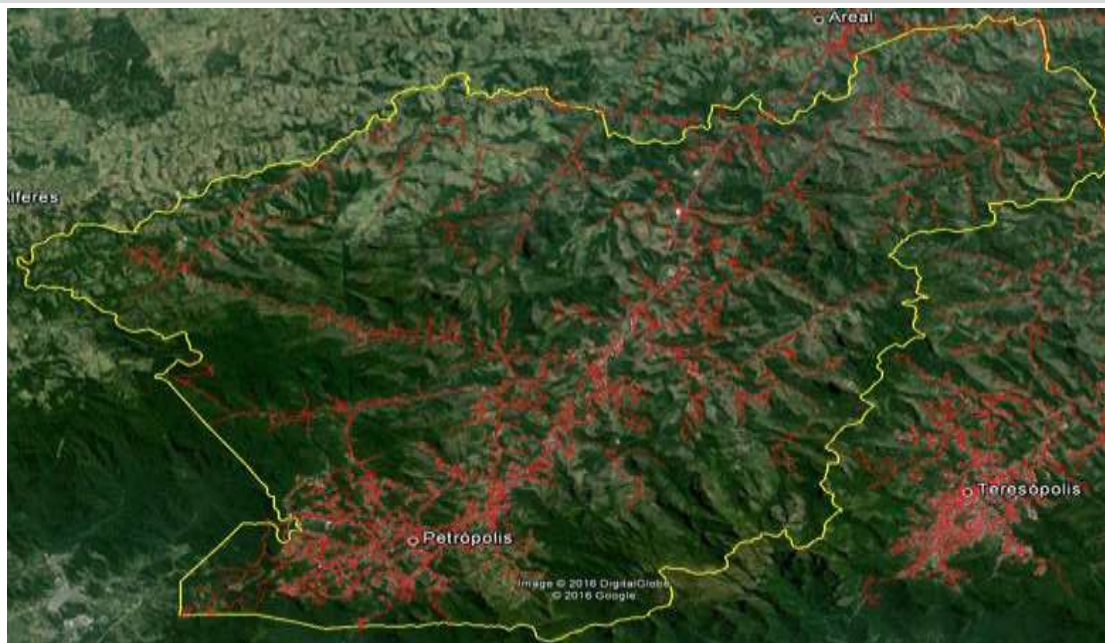 Areal
Alferes
Teresópolis
Petrópolis
Image © 2016 DigitalGlobe
© 2016 Google